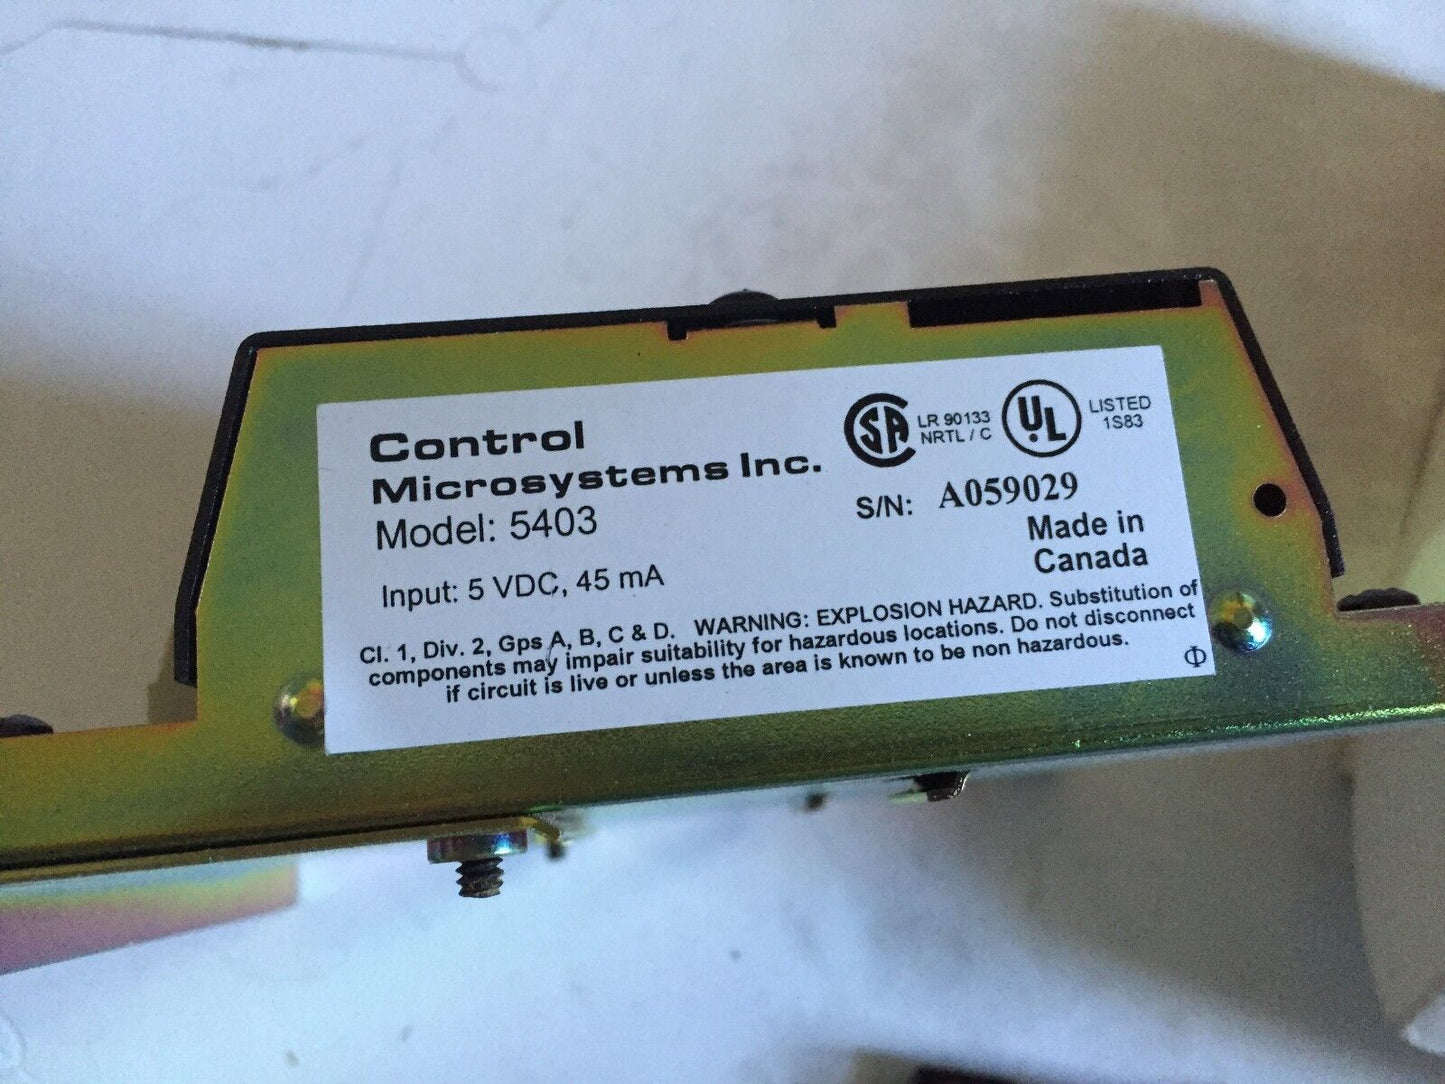 Control
Microsystems Inc.
Model: 5403
Input: 5 VDC, 45 mA
SA LR 90133
NRTL / C
UL LISTED
1S83
S/N: A059029
Made in
Canada
Cl. 1, Div. 2, Gps A, B, C & D. WARNING: EXPLOSION HAZARD. Substitution of
components may impair suitability for hazardous locations. Do not disconnect
if circuit is live or unless the area is known to be non hazardous.
Φ